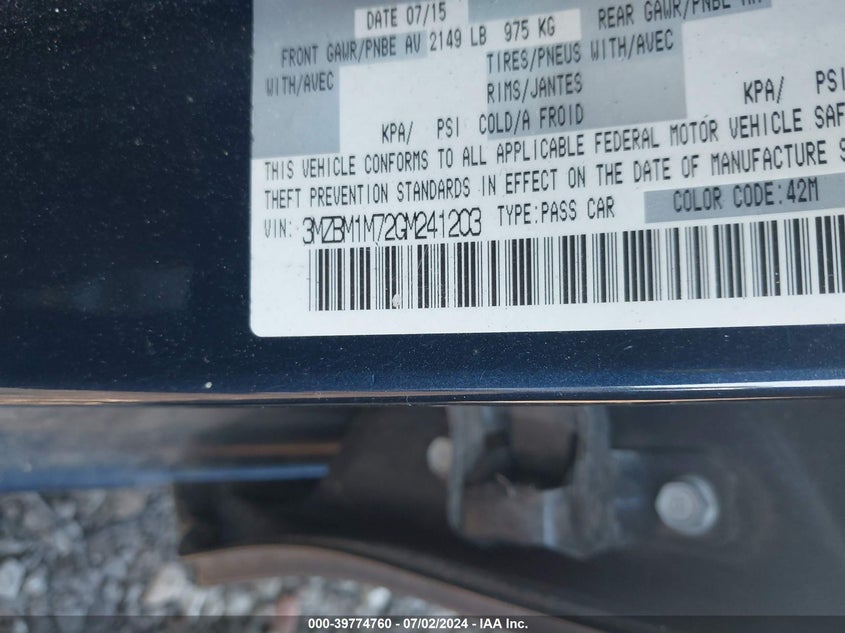 DATE 07/15
FRONT GAWR/PNBE AV 2149 LB 975 KG
REAR GAWR/PNBE
WITH/AVEC
TIRES/PNEUS WITH/AVEC
RIMS/JANTES
KPA/ PSI COLD/A FROID
KPA/ PSI
THIS VEHICLE CONFORMS TO ALL APPLICABLE FEDERAL MOTOR VEHICLE SAF
THEFT PREVENTION STANDARDS IN EFFECT ON THE DATE OF MANUFACTURE S
VIN: 3MZBM1M72GM241203 TYPE:PASS CAR COLOR CODE:42M
000-39774760 - 07/02/2024 - IAA Inc.